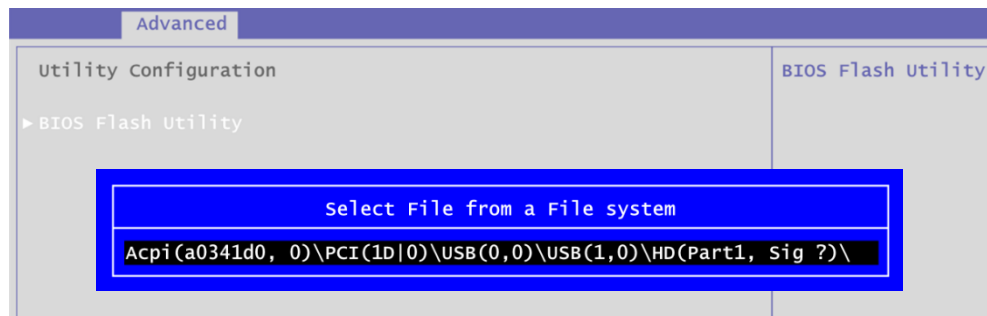 Advanced
Utility Configuration
BIOS Flash Utility
BIOS Flash Utility
Select File from a File system
Acpi(a0341d0, 0)\PCI(1D|0)\USB(0,0)\USB(1,0)\HD(Part1, Sig ?)\